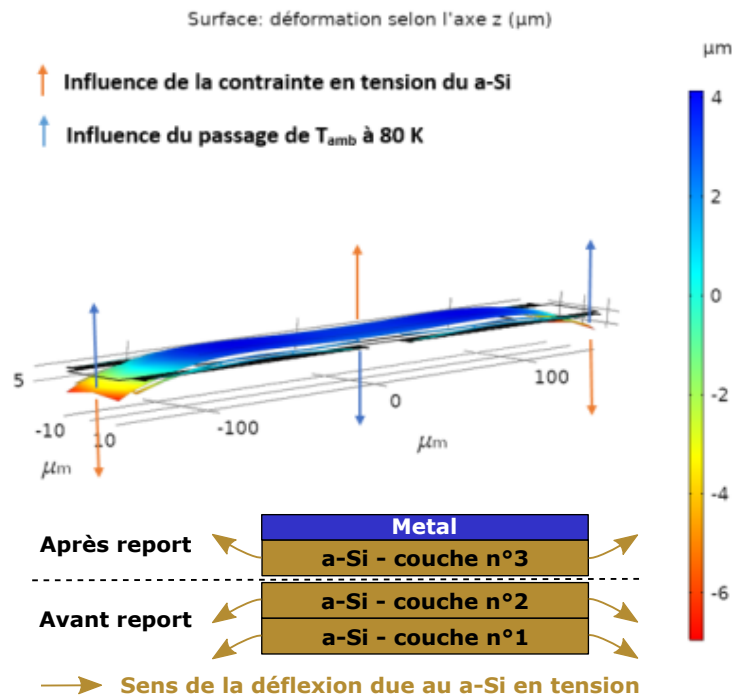 Surface: déformation selon l'axe z (µm)
µm
Influence de la contrainte en tension du a-Si
Influence du passage de Tamb à 80 K
4
2
0
-2
-4
-6
5
-10
10
µm
-100
0
100
µm
Metal
Après report
a-Si - couche n°3
a-Si - couche n°2
Avant report
a-Si - couche n°1
Sens de la déflexion due au a-Si en tension